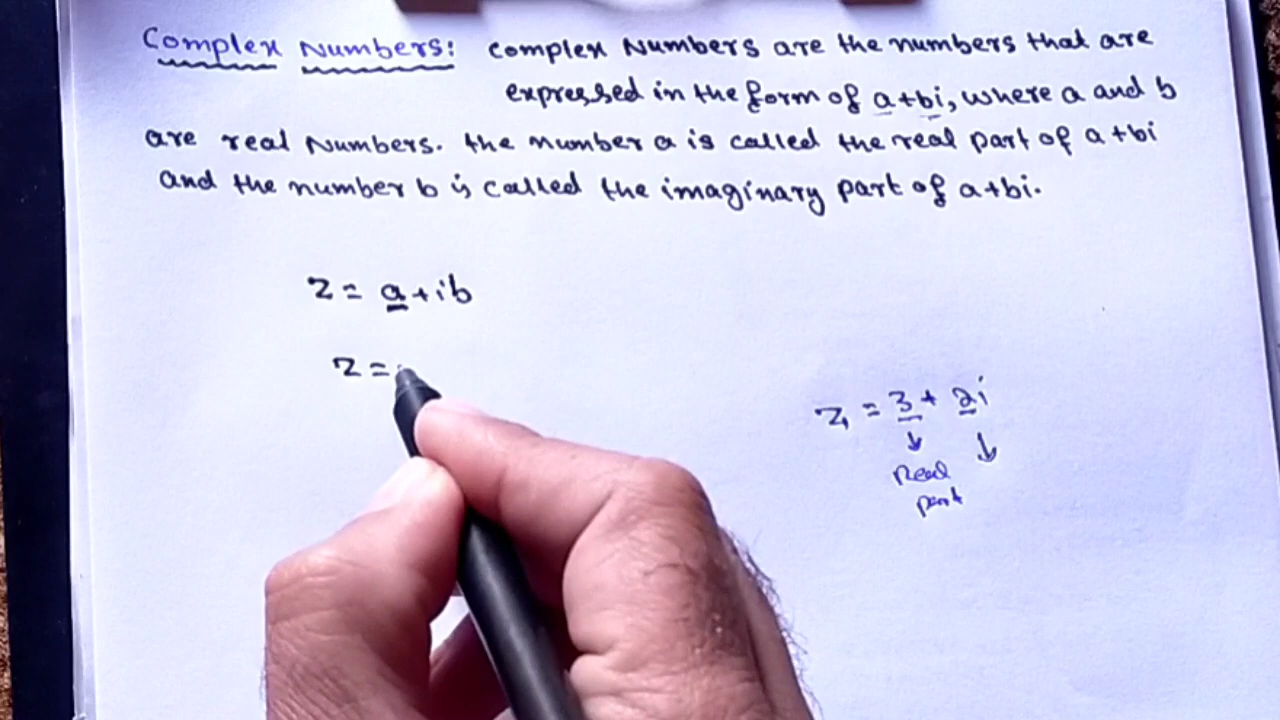 Complex Numbers: Complex Numbers are the numbers that are
expressed in the form of a+bi, where a and b
are real Numbers. the number a is called the real part of a+bi
and the number b is called the imaginary part of a+bi.
z = a+ib
z =
z₁ = 3 + 2i
↓ ↓
Real
part